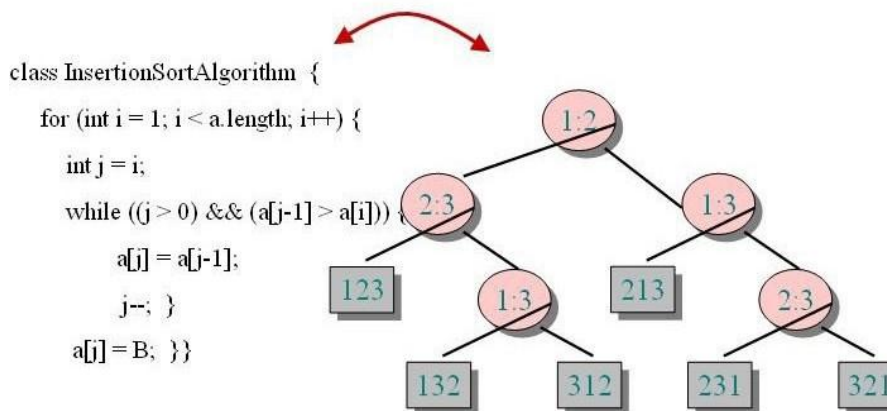 class InsertionSortAlgorithm {
for (int i = 1; i < a.length; i++) {
int j = i;
while ((j > 0) && (a[j-1] > a[i])) {
a[j] = a[j-1];
j--; }
a[j] = B; }}
1:2
2:3
1:3
123
1:3
213
2:3
132
312
231
321